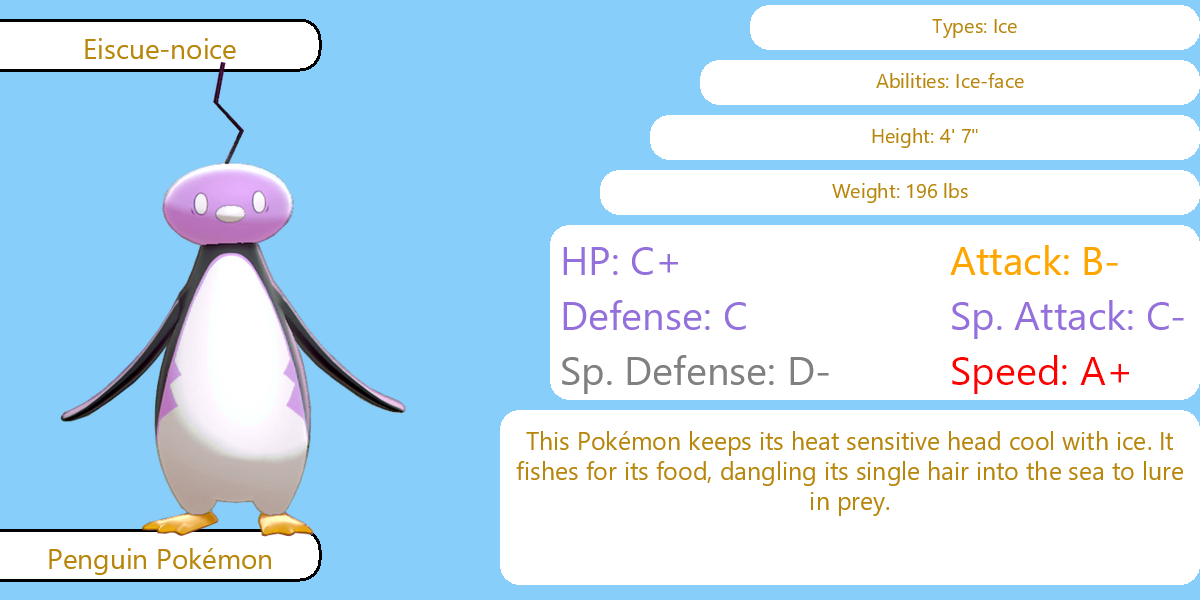 Eiscue-noice
Types: Ice
Abilities: Ice-face
Height: 4' 7"
Weight: 196 lbs
HP: C+
Attack: B-
Defense: C
Sp. Attack: C-
Sp. Defense: D-
Speed: A+
This Pokémon keeps its heat sensitive head cool with ice. It
fishes for its food, dangling its single hair into the sea to lure
in prey.
Penguin Pokémon